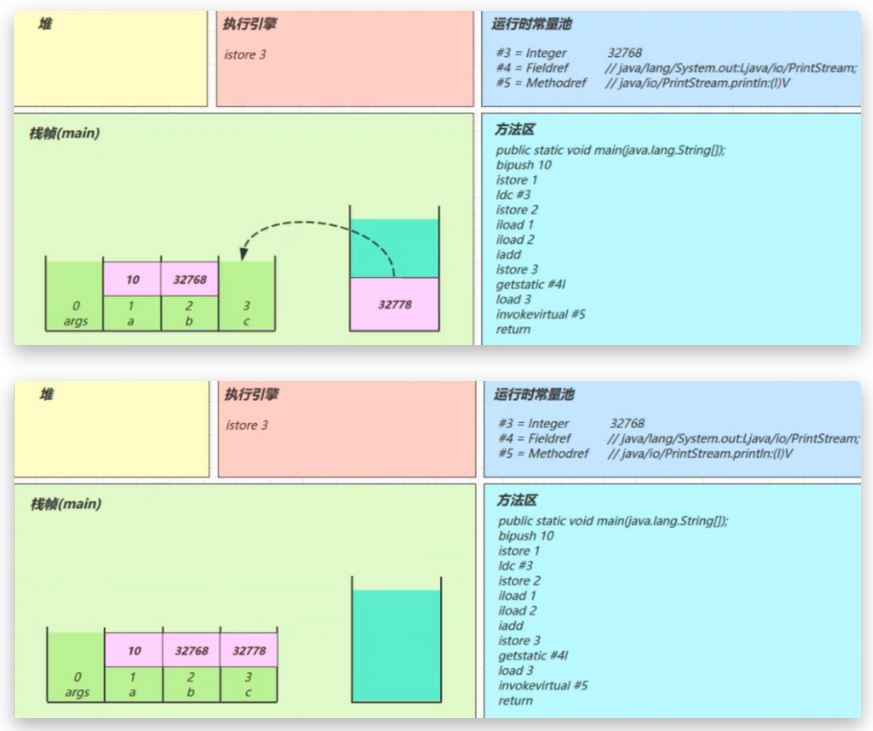 堆
执行引擎
istore 3
运行时常量池
#3 = Integer 32768
#4 = Fieldref // java/lang/System.out:Ljava/io/PrintStream;
#5 = Methodref // java/io/PrintStream.println:(I)V
栈帧(main)
10 32768
0 1 2 3
args a b c
32778
方法区
public static void main(java.lang.String[]);
bipush 10
istore 1
ldc #3
istore 2
iload 1
iload 2
iadd
istore 3
getstatic #4I
load 3
invokevirtual #5
return
堆
执行引擎
istore 3
运行时常量池
#3 = Integer 32768
#4 = Fieldref // java/lang/System.out:Ljava/io/PrintStream;
#5 = Methodref // java/io/PrintStream.println:(I)V
栈帧(main)
10 32768 32778
0 1 2 3
args a b c
方法区
public static void main(java.lang.String[]);
bipush 10
istore 1
ldc #3
istore 2
iload 1
iload 2
iadd
istore 3
getstatic #4I
load 3
invokevirtual #5
return